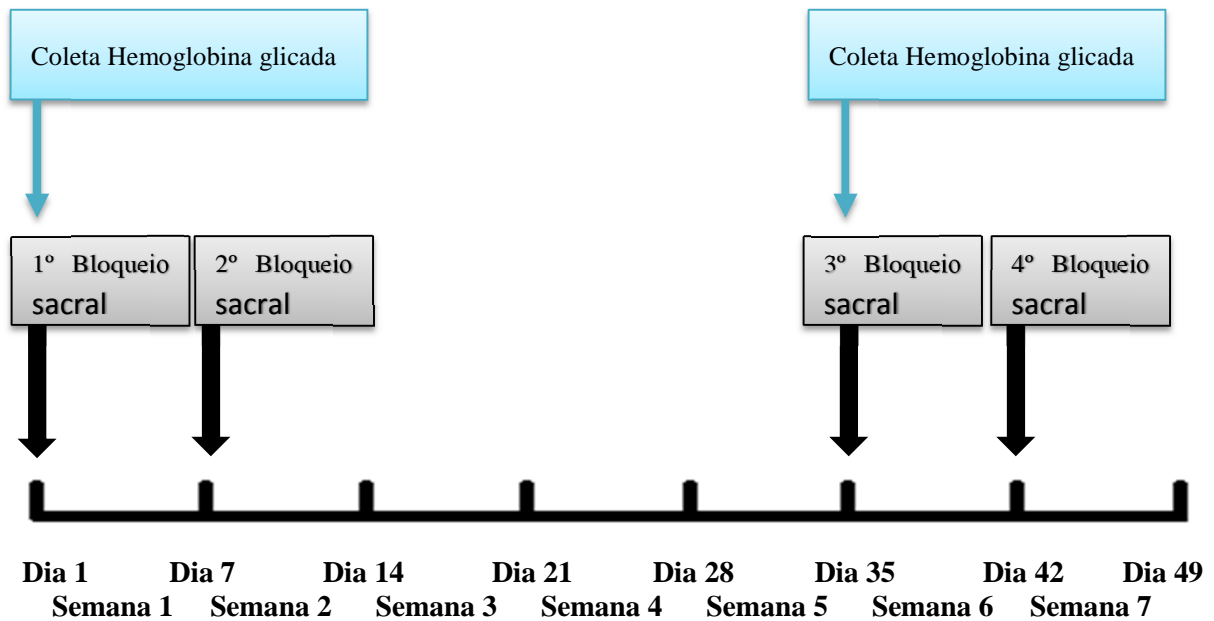 Coleta Hemoglobina glicada
Coleta Hemoglobina glicada
1º Bloqueio
sacral
2º Bloqueio
sacral
3º Bloqueio
sacral
4º Bloqueio
sacral
Dia 1 Dia 7 Dia 14 Dia 21 Dia 28 Dia 35 Dia 42 Dia 49
Semana 1 Semana 2 Semana 3 Semana 4 Semana 5 Semana 6 Semana 7